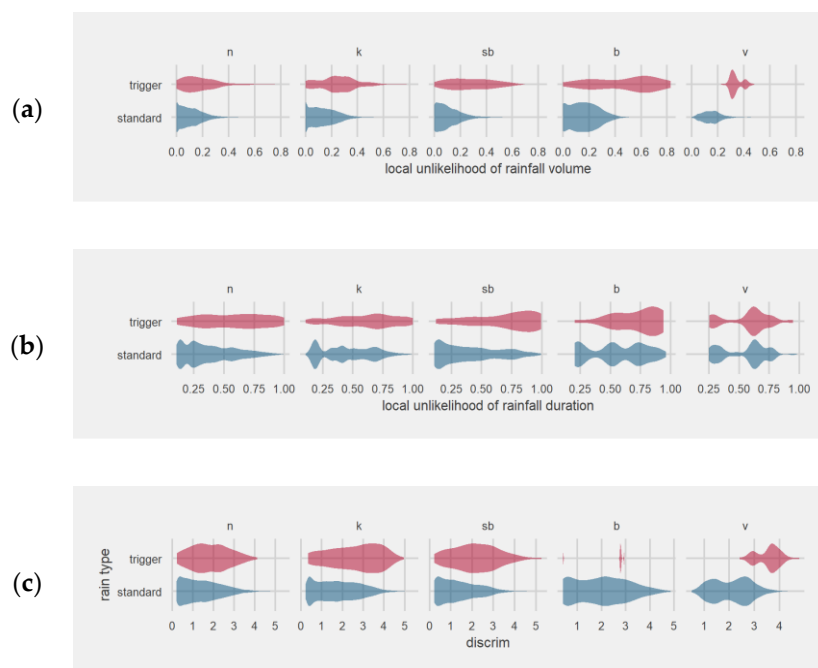 (a)
n k sb b v
trigger
standard
0.0 0.2 0.4 0.6 0.8 0.0 0.2 0.4 0.6 0.8 0.0 0.2 0.4 0.6 0.8 0.0 0.2 0.4 0.6 0.8 0.0 0.2 0.4 0.6 0.8
local unlikelihood of rainfall volume
(b)
n k sb b v
trigger
standard
0.25 0.50 0.75 1.00 0.25 0.50 0.75 1.00 0.25 0.50 0.75 1.00 0.25 0.50 0.75 1.00 0.25 0.50 0.75 1.00
local unlikelihood of rainfall duration
(c)
rain type
n k sb b v
trigger
standard
0 1 2 3 4 5 0 1 2 3 4 5 0 1 2 3 4 5 1 2 3 4 5 1 2 3 4
discrim